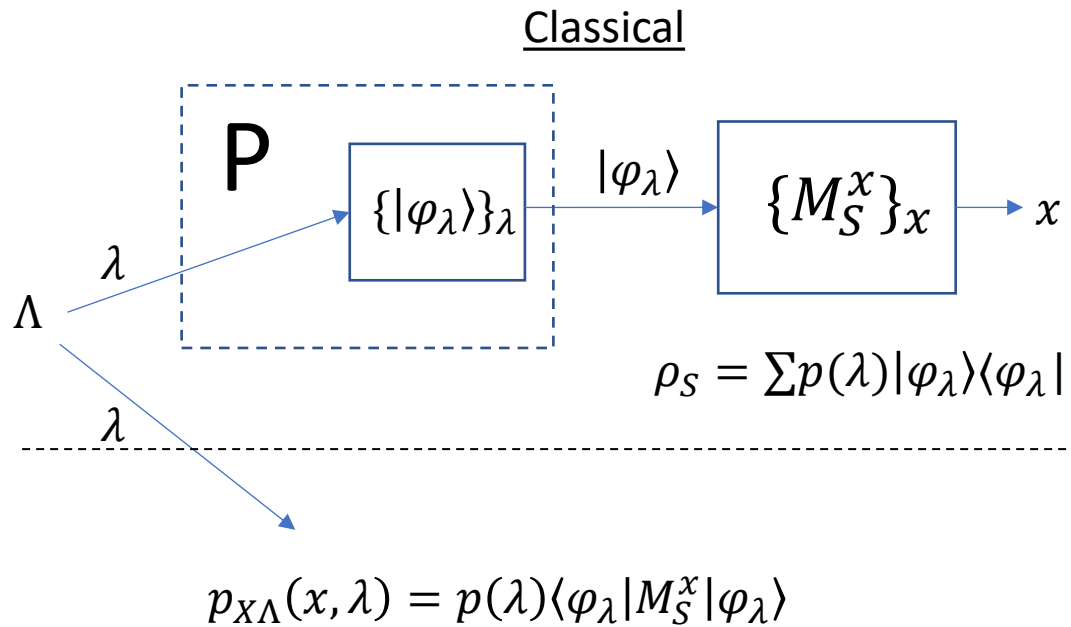 Classical
P
{|φ_λ⟩}_λ
|φ_λ⟩
{M_S^x}_x
x
λ
Λ
ρ_S = ∑p(λ)|φ_λ⟩⟨φ_λ|
λ
p_{XΛ}(x, λ) = p(λ)⟨φ_λ|M_S^x|φ_λ⟩